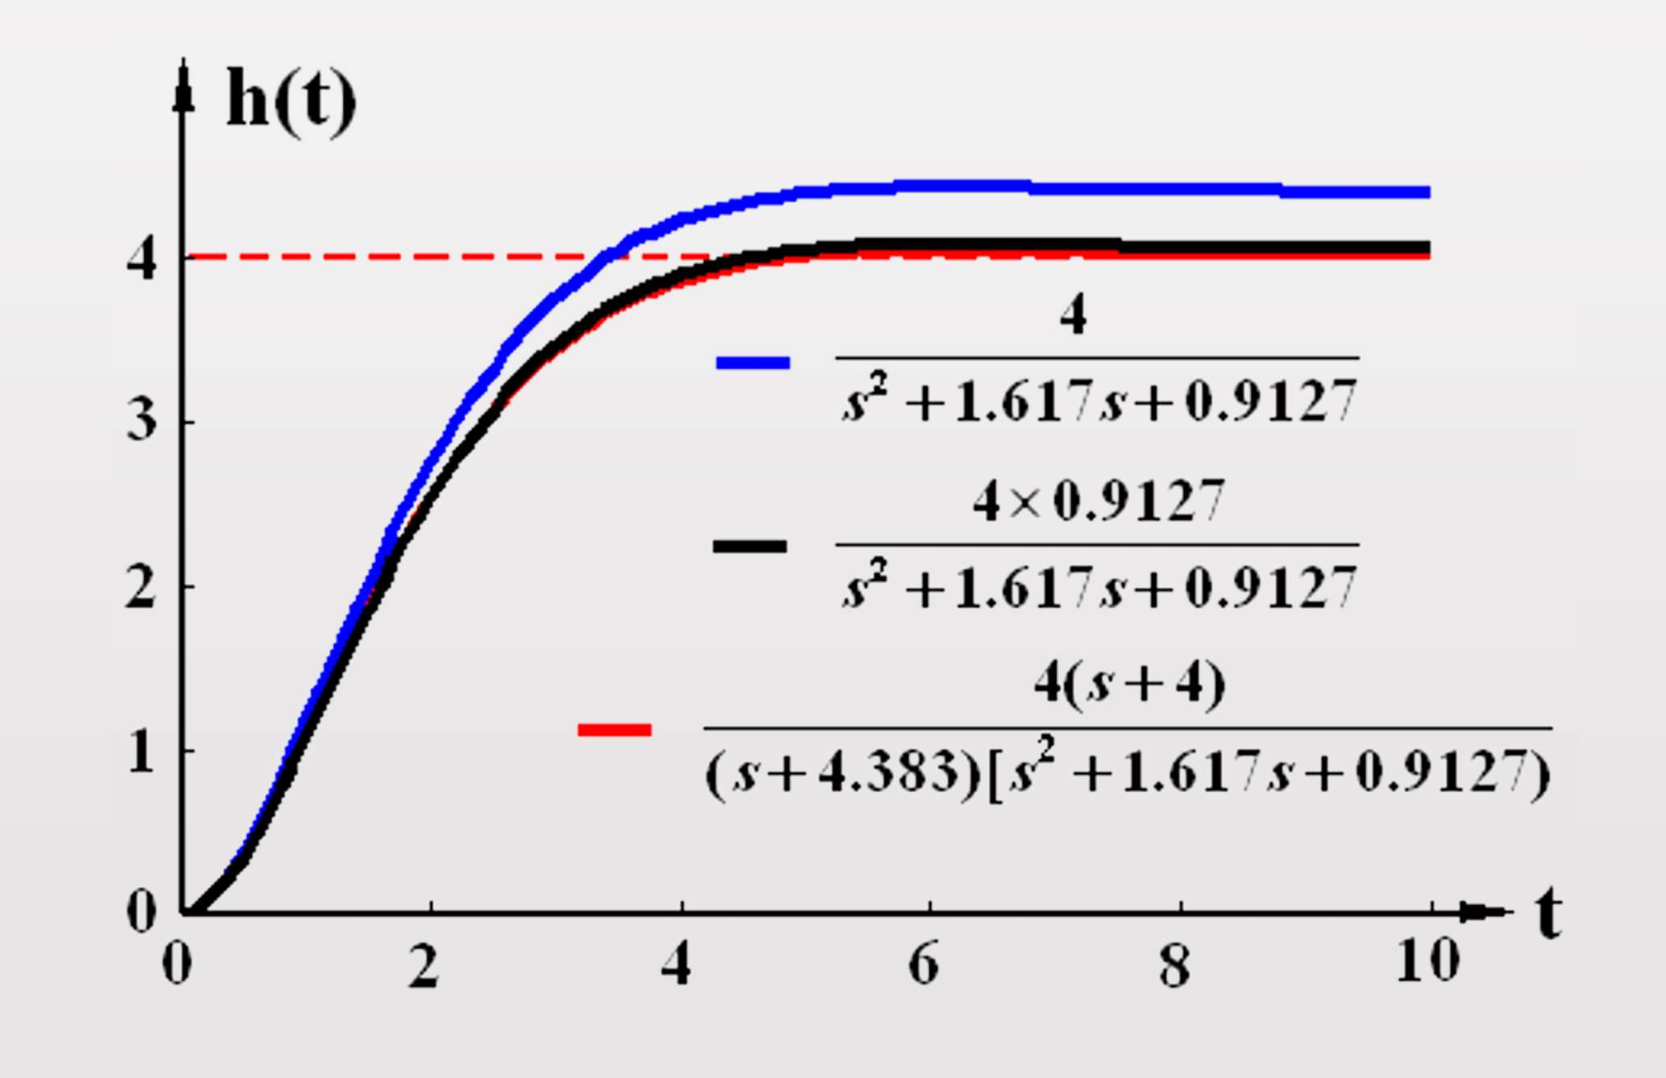 h(t)
4
4
s² +1.617s+0.9127
3
4×0.9127
2
s² +1.617s+0.9127
4(s+4)
1
(s+4.383)[s² +1.617s+0.9127)
0
t
0 2 4 6 8 10